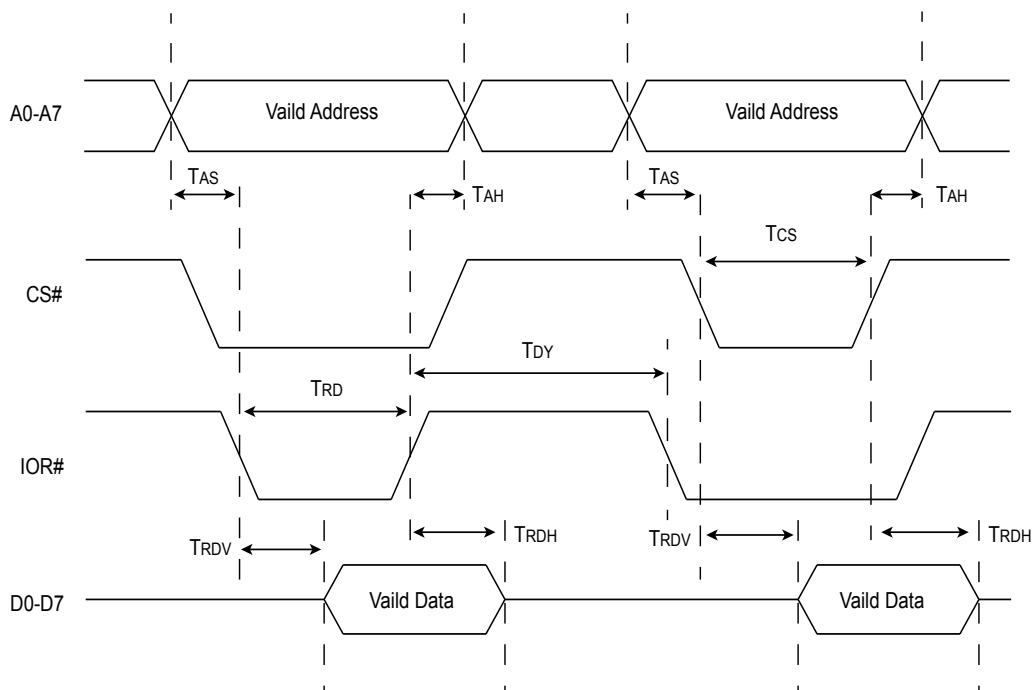 A0-A7
Vaild Address
Vaild Address
TAS
TAH
TAS
TAH
TCS
CS#
TDY
TRD
IOR#
TRDV
TRDH
TRDV
TRDH
D0-D7
Vaild Data
Vaild Data